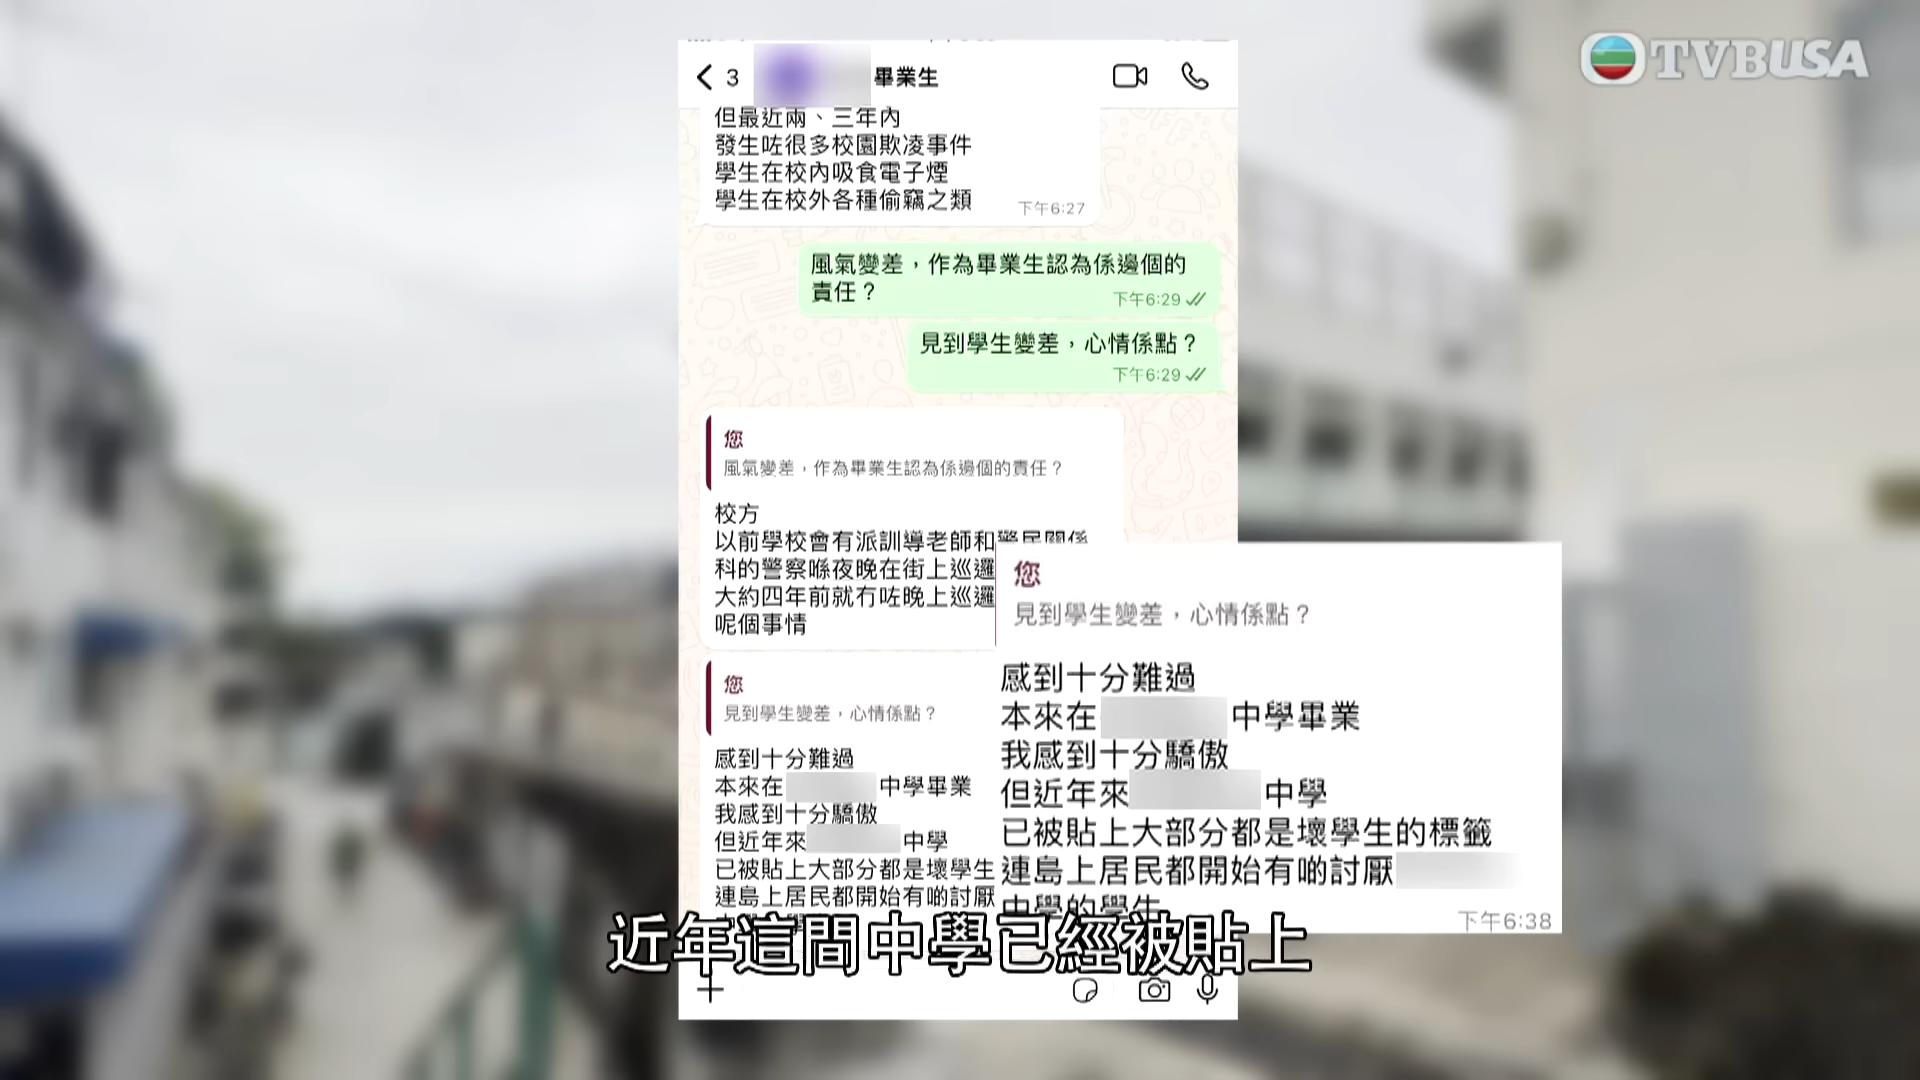 TVBUSA
3
畢業生
但最近兩、三年內
發生咗很多校園欺凌事件
學生在校內吸食電子煙
學生在校外各種偷竊之類
下午6:27
風氣變差，作為畢業生認為係邊個的
責任？
下午6:29
見到學生變差，心情係點？
下午6:29
您
風氣變差，作為畢業生認為係邊個的責任？
校方
以前學校會有派訓導老師和警民關係
科的警察喺夜晚在街上巡邏
大約四年前就冇咗晚上巡邏
呢個事情
您
見到學生變差，心情係點？
感到十分難過
本來在 中學畢業
我感到十分驕傲
但近年來 中學
已被貼上大部分都是壞學生
連島上居民都開始有啲討厭
您
見到學生變差，心情係點？
感到十分難過
本來在 中學畢業
我感到十分驕傲
但近年來 中學
已被貼上大部分都是壞學生的標籤
連島上居民都開始有啲討厭
中學的學生
下午6:38
近年這間中學已經被貼上